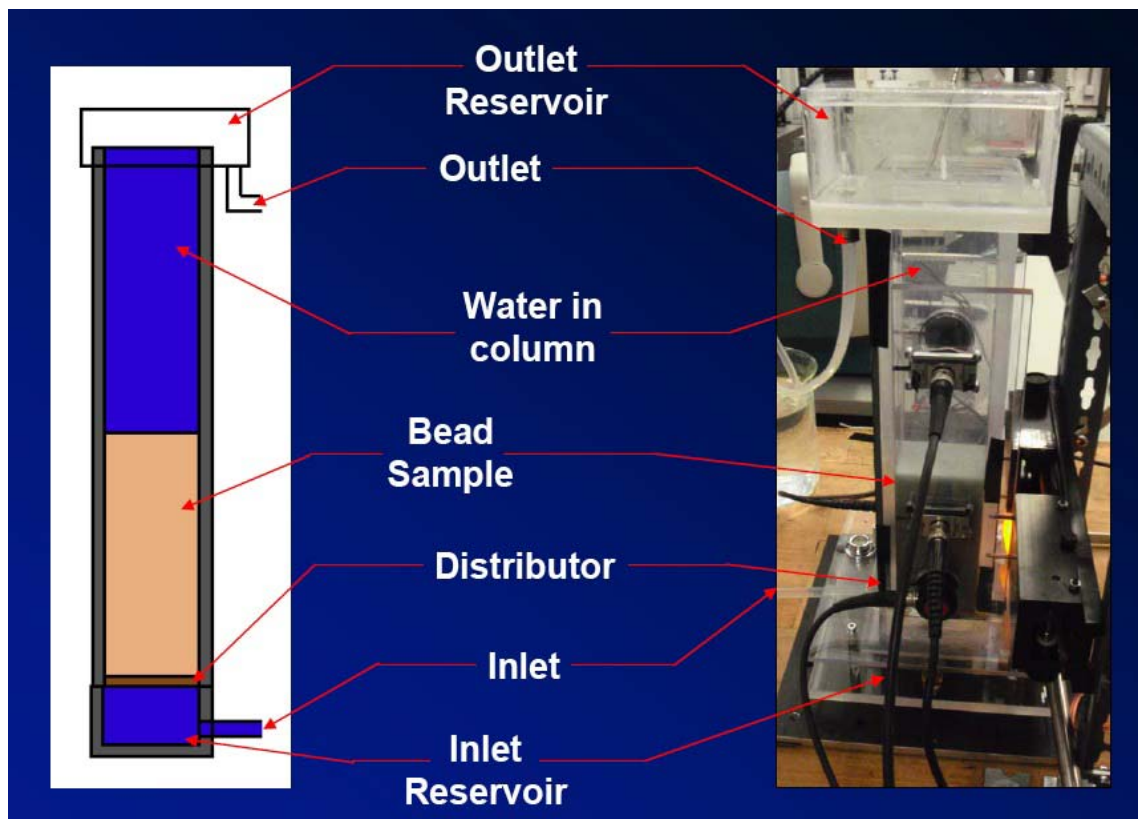 Outlet
Reservoir
Outlet
Water in
column
Bead
Sample
Distributor
Inlet
Inlet
Reservoir